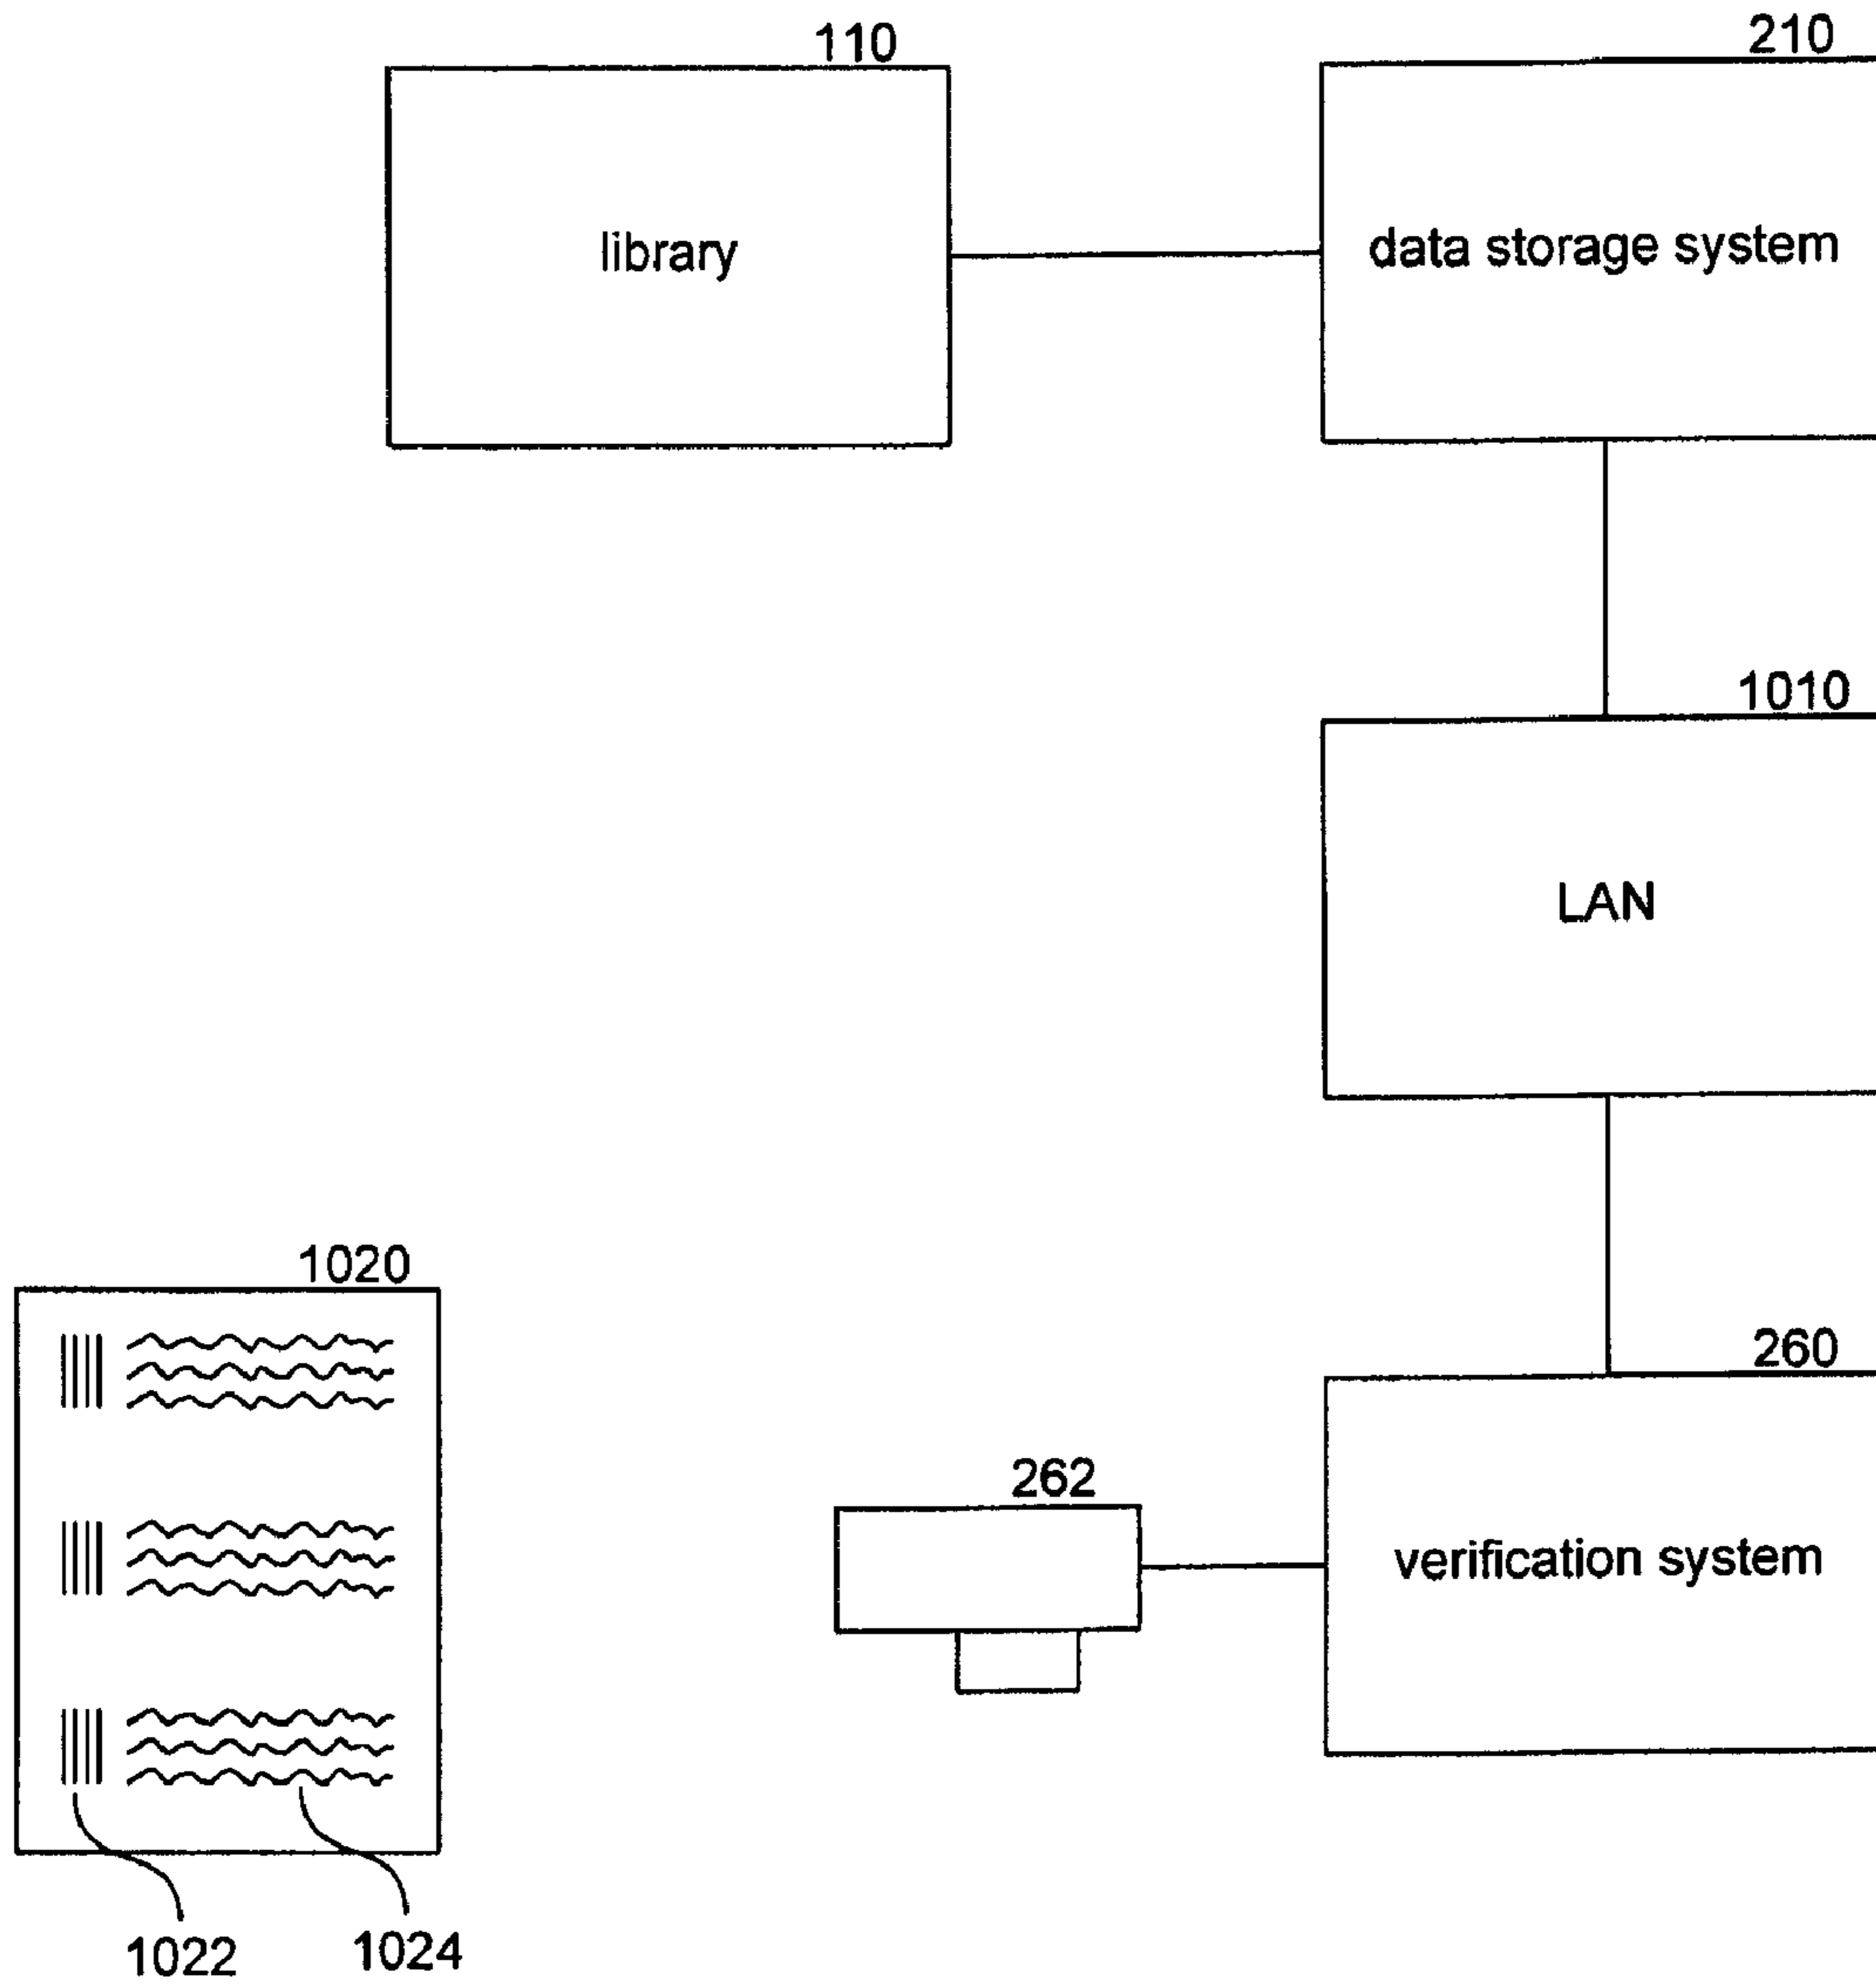 110
210
library
data storage system
1010
LAN
1020
260
262
verification system
1022
1024